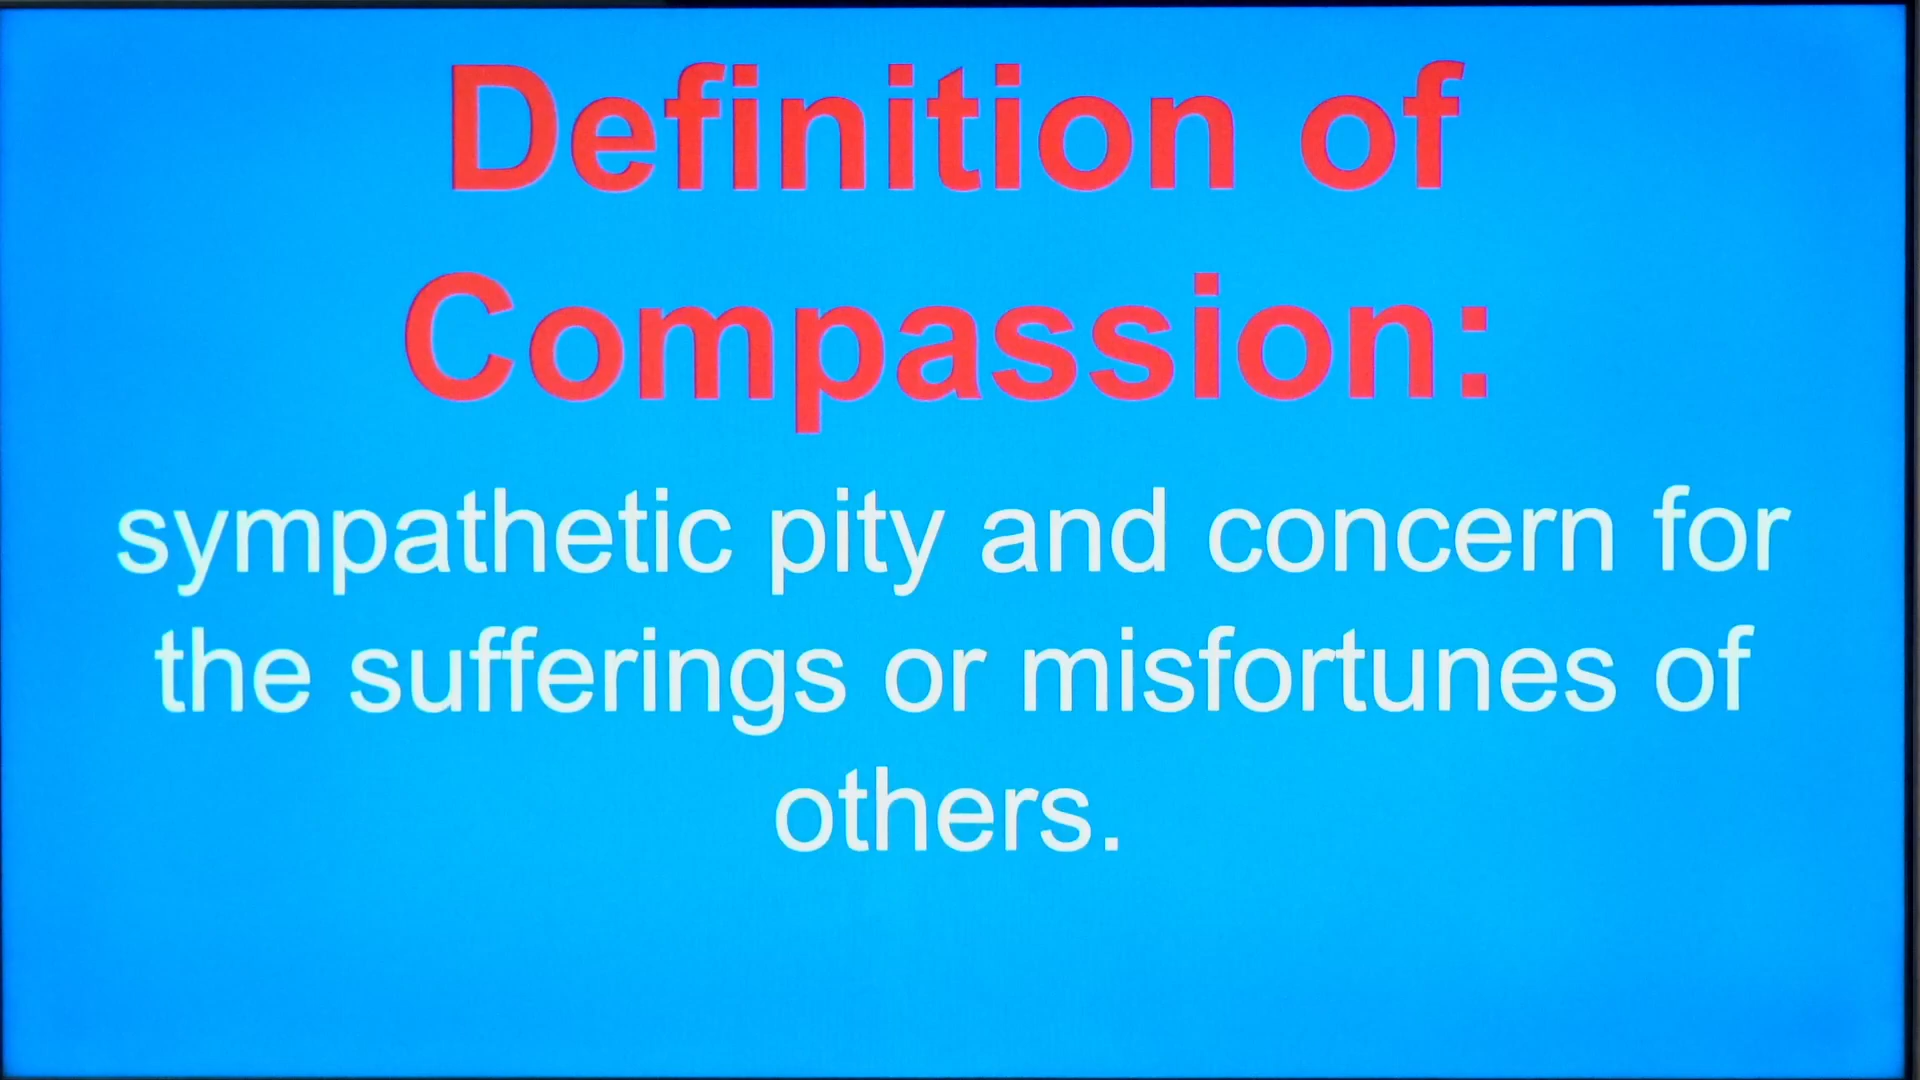 Definition of
Compassion:
sympathetic pity and concern for
the sufferings or misfortunes of
others.